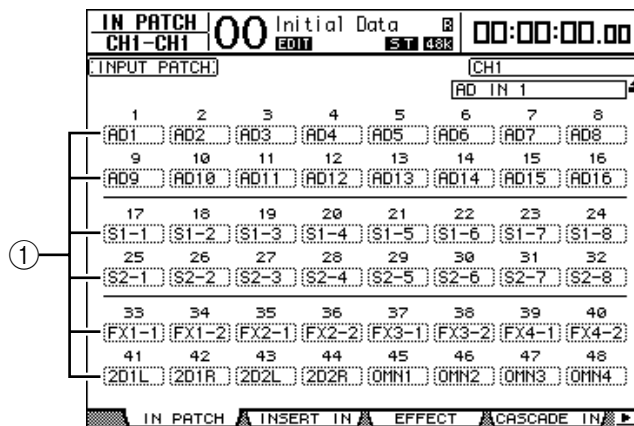 IN PATCH 00 Initial Data R 00:00:00.00
CH1-CH1 EDIT ST 48K
INPUT PATCH CH1
AD IN 1
1 2 3 4 5 6 7 8
AD1 AD2 AD3 AD4 AD5 AD6 AD7 AD8
9 10 11 12 13 14 15 16
AD9 AD10 AD11 AD12 AD13 AD14 AD15 AD16
17 18 19 20 21 22 23 24
S1-1 S1-2 S1-3 S1-4 S1-5 S1-6 S1-7 S1-8
1
25 26 27 28 29 30 31 32
S2-1 S2-2 S2-3 S2-4 S2-5 S2-6 S2-7 S2-8
33 34 35 36 37 38 39 40
FX1-1 FX1-2 FX2-1 FX2-2 FX3-1 FX3-2 FX4-1 FX4-2
41 42 43 44 45 46 47 48
2D1L 2D1R 2D2L 2D2R OMN1 OMN2 OMN3 OMN4
IN PATCH INSERT IN EFFECT CASCADE IN